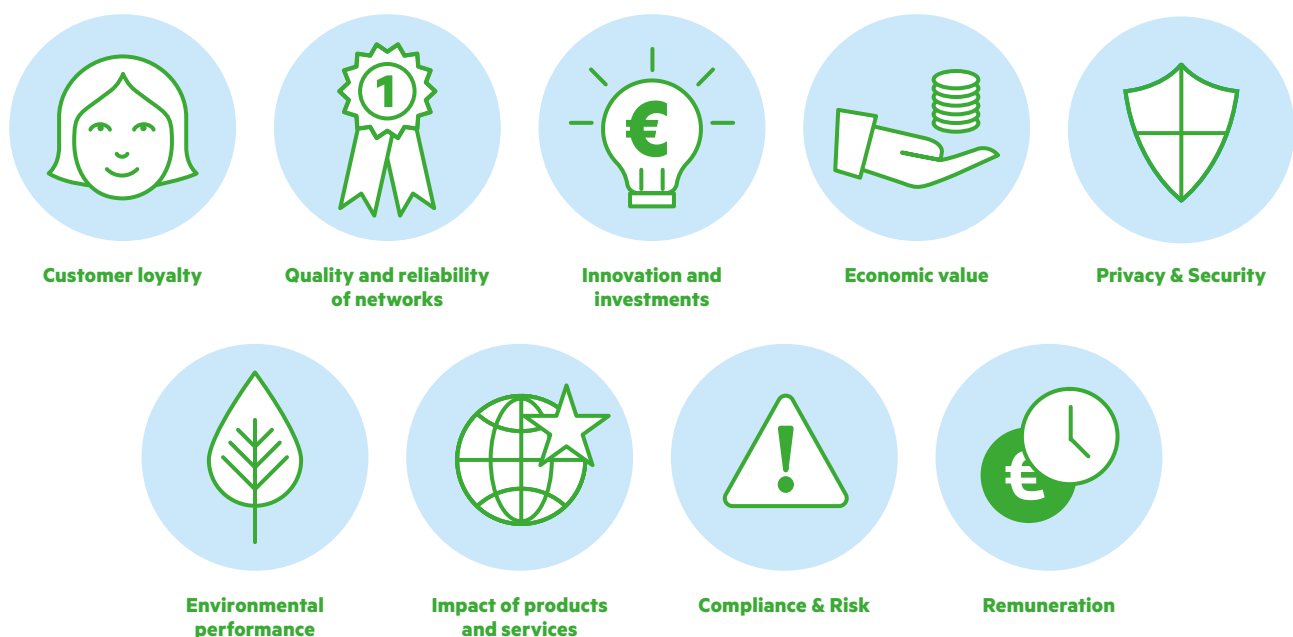 1
€
Customer loyalty
Quality and reliability
of networks
Innovation and
investments
Economic value
Privacy & Security
!
€
Environmental
performance
Impact of products
and services
Compliance & Risk
Remuneration